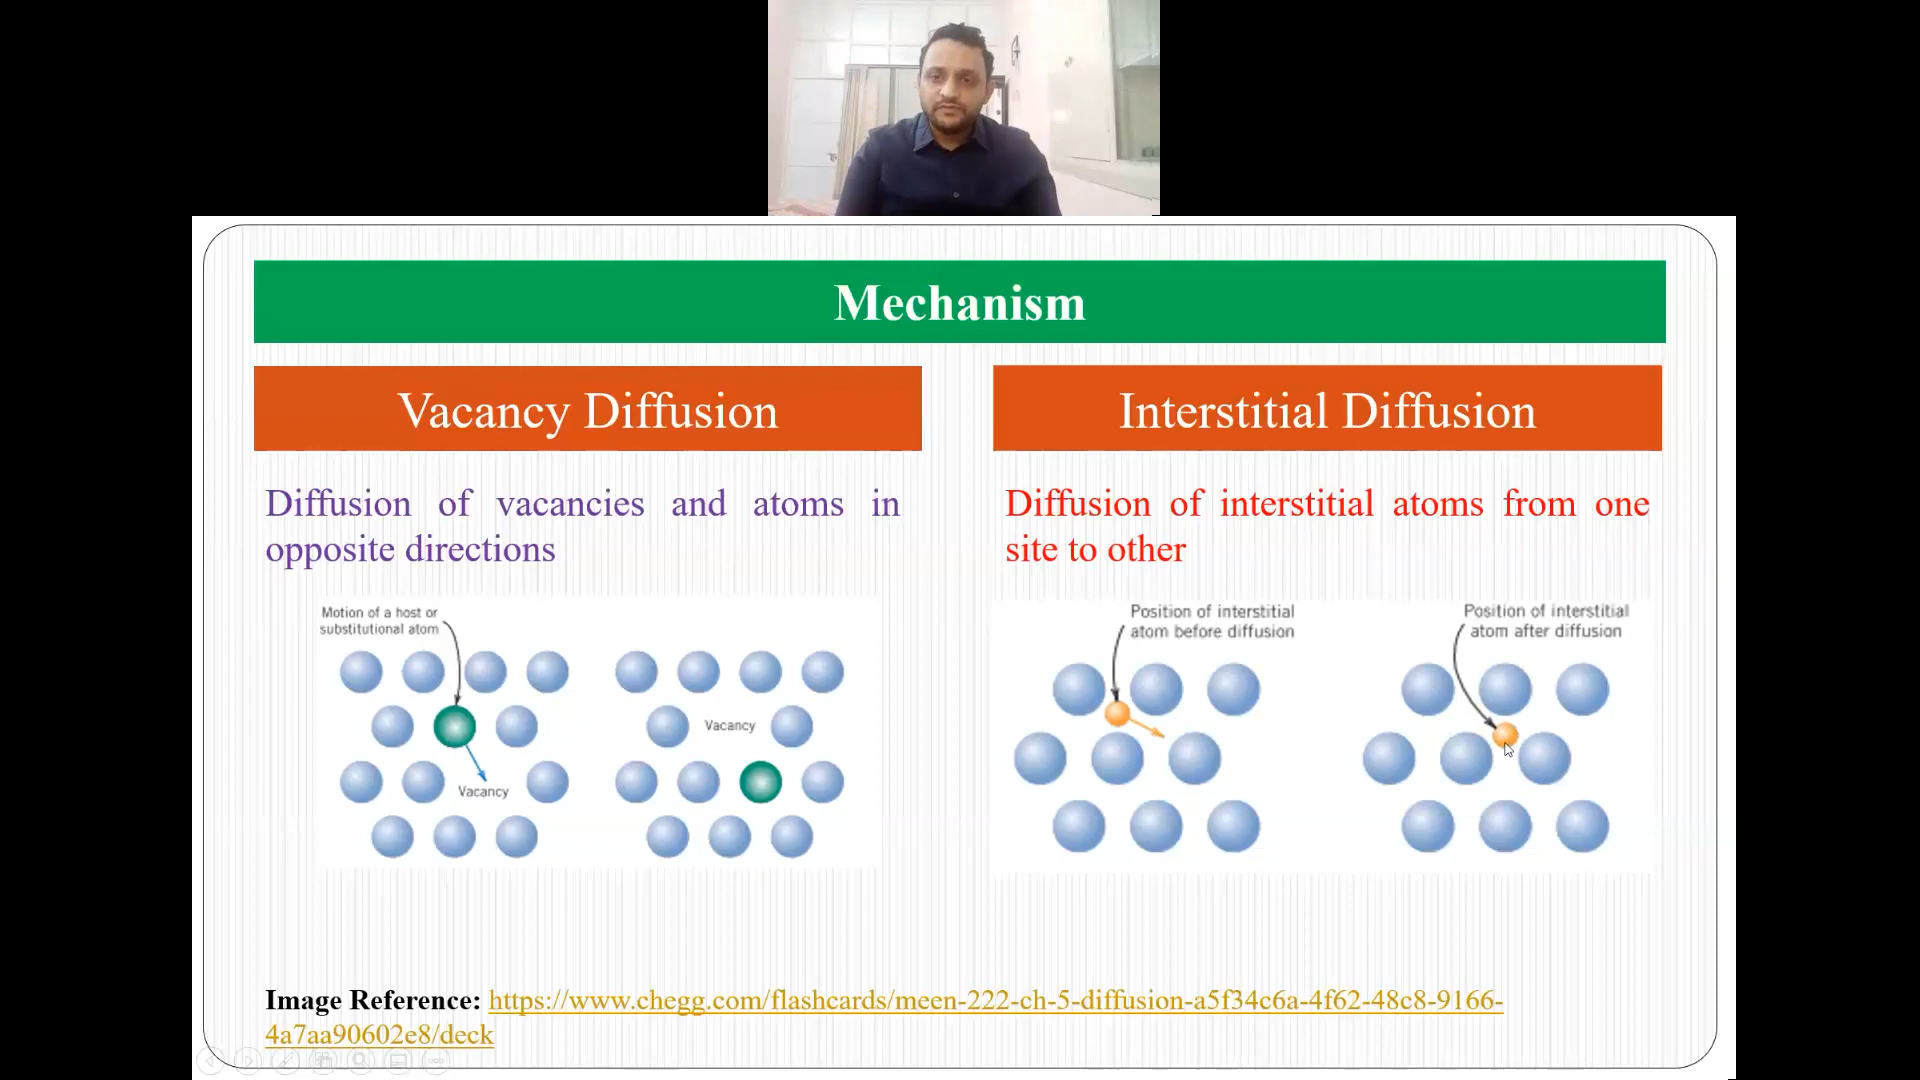 Mechanism
Vacancy Diffusion
Interstitial Diffusion
Diffusion of vacancies and atoms in
opposite directions
Diffusion of interstitial atoms from one
site to other
Motion of a host or
substitutional atom
Vacancy
Vacancy
Position of interstitial
atom before diffusion
Position of interstitial
atom after diffusion
Image Reference: https://www.chegg.com/flashcards/meen-222-ch-5-diffusion-a5f34c6a-4f62-48c8-9166-
4a7aa90602e8/deck